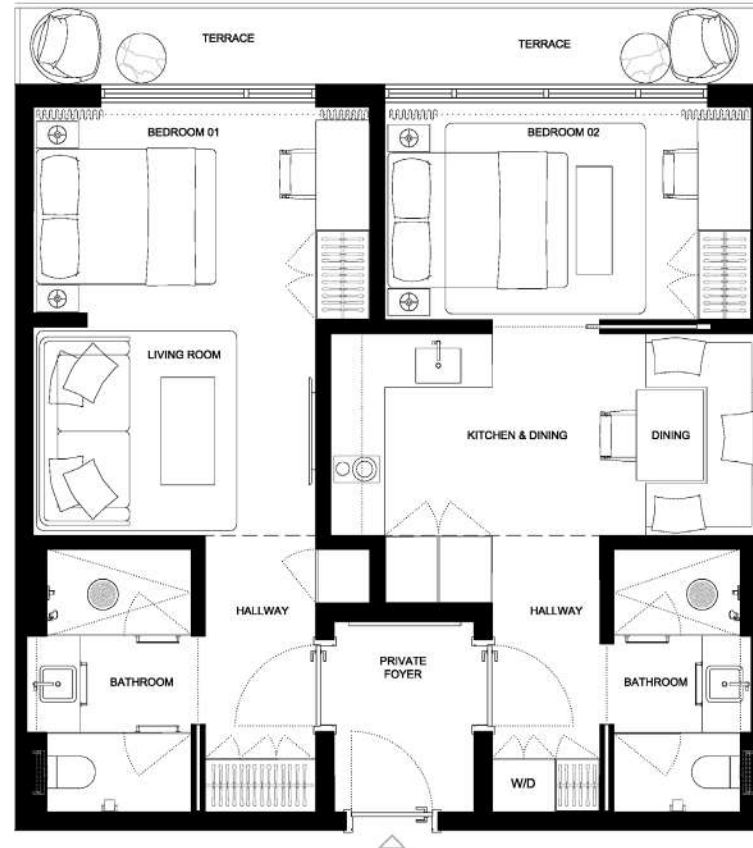 TERRACE
TERRACE
BEDROOM 01
BEDROOM 02
LIVING ROOM
KITCHEN & DINING
DINING
HALLWAY
HALLWAY
PRIVATE
FOYER
BATHROOM
BATHROOM
W/D